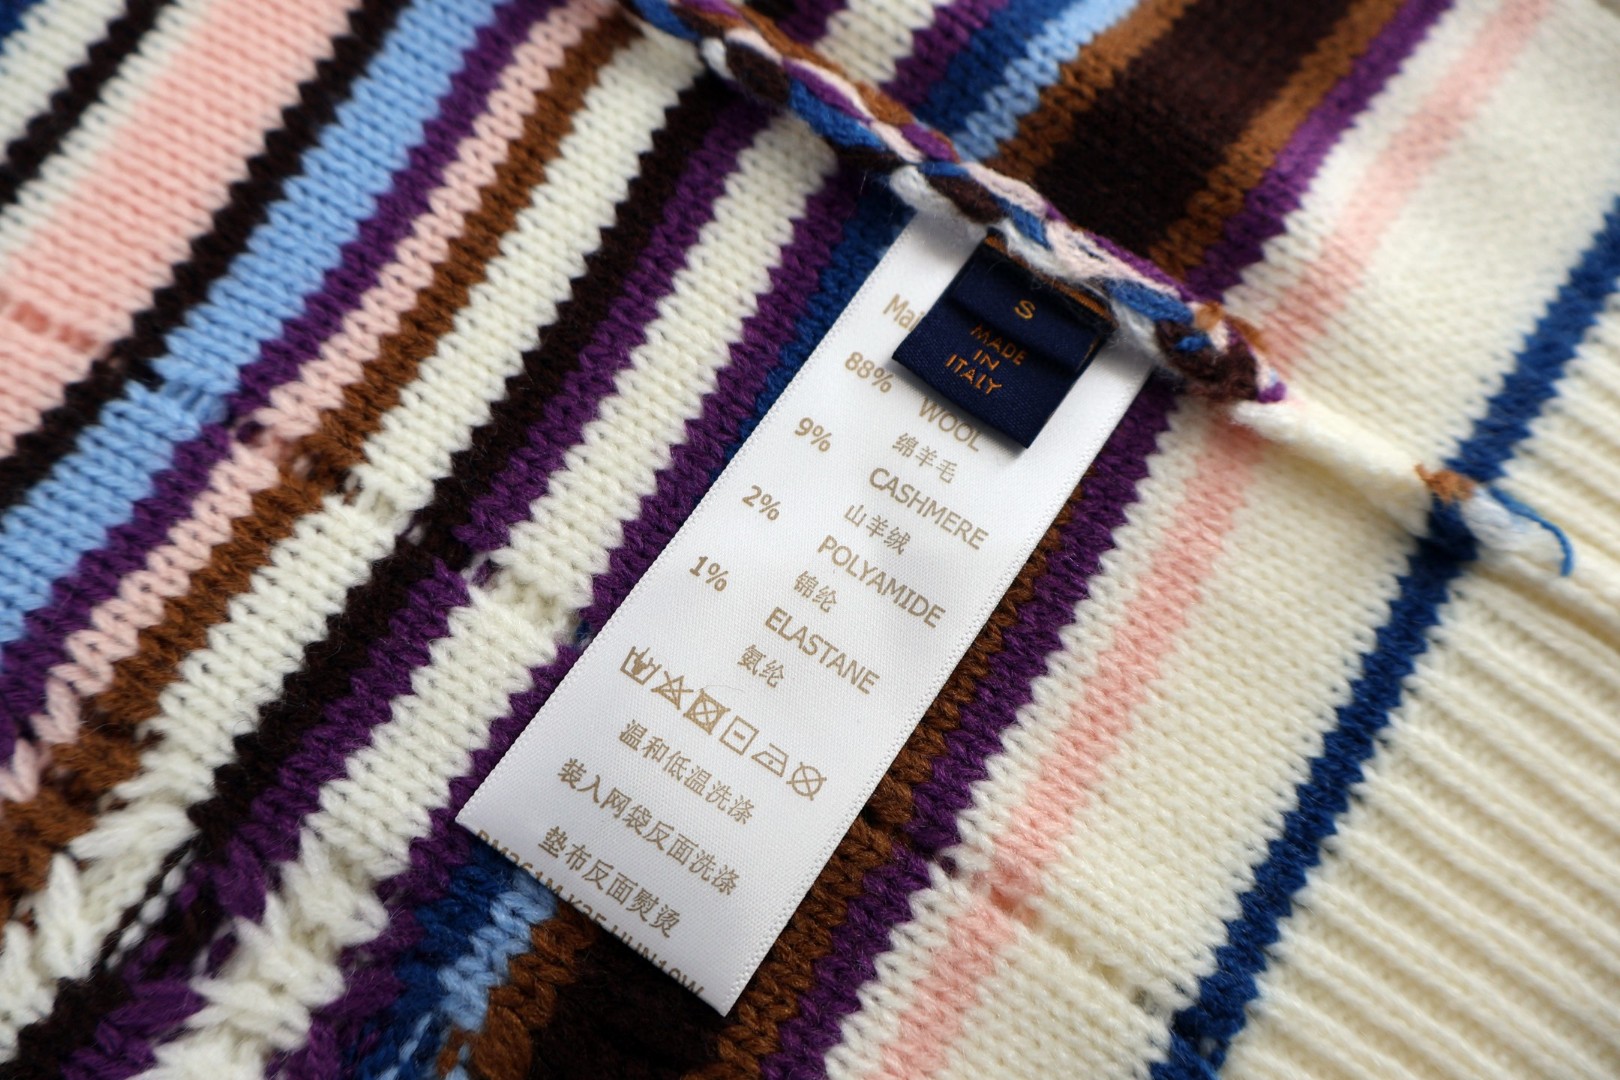 S
MADE
IN
ITALY
Mai
88% WOOL
绵羊毛
9% CASHMERE
山羊绒
2% POLYAMIDE
锦纶
1% ELASTANE
氨纶
温和低温洗涤
装入网袋反面洗涤
垫布反面熨烫